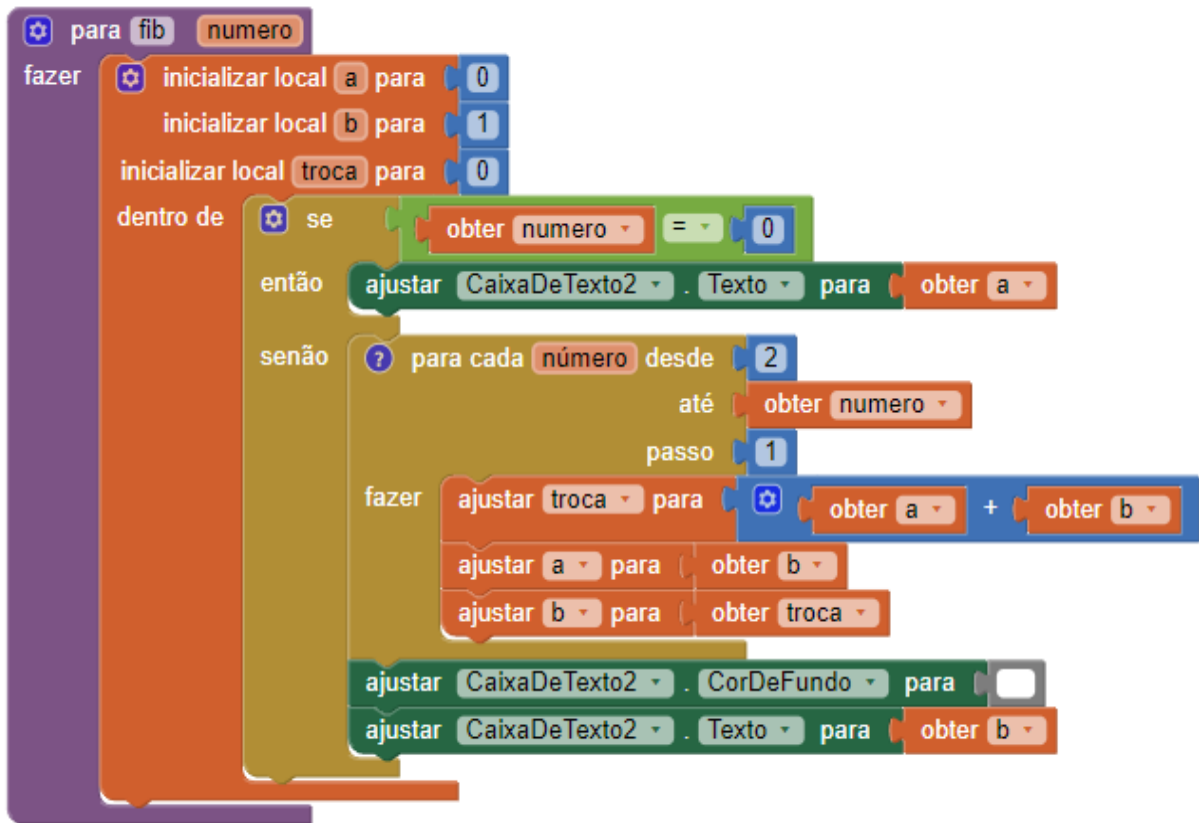 para fib numero
fazer inicializar local a para 0
inicializar local b para 1
inicializar local troca para 0
dentro de se obter numero = 0
então ajustar CaixaDeTexto2 . Texto para obter a
senão ? para cada número desde 2
até obter numero
passo 1
fazer ajustar troca para obter a + obter b
ajustar a para obter b
ajustar b para obter troca
ajustar CaixaDeTexto2 . CorDeFundo para
ajustar CaixaDeTexto2 . Texto para obter b